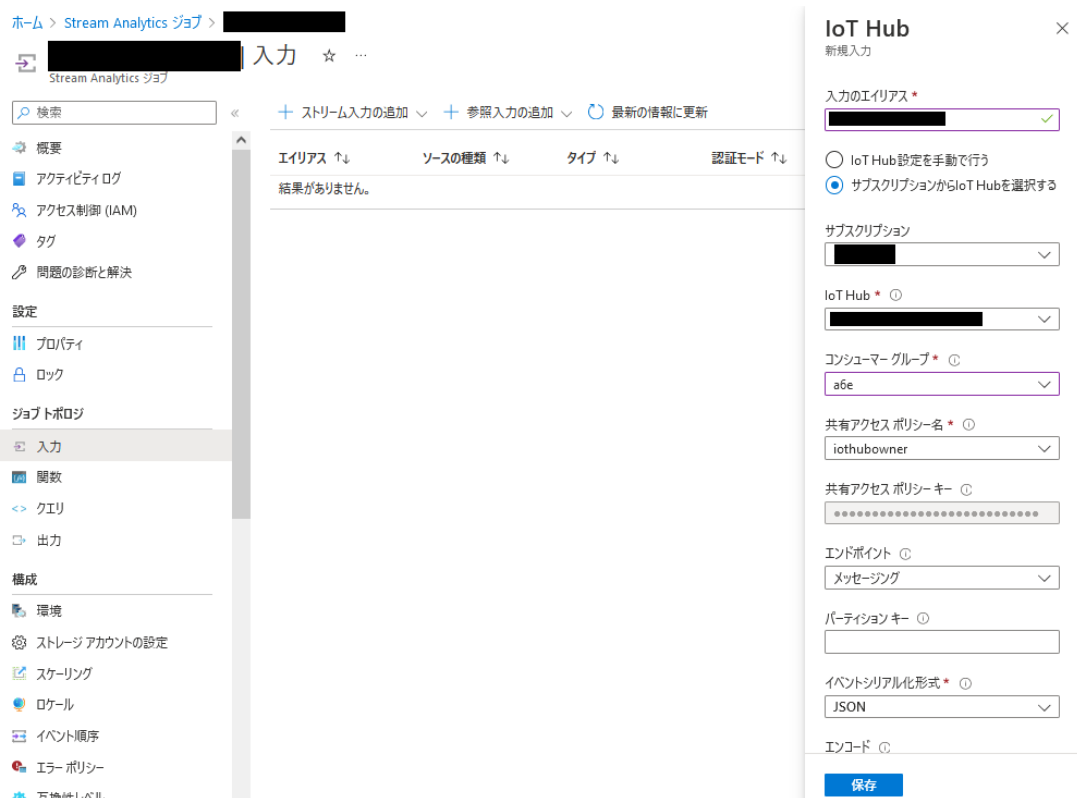 ホーム > Stream Analytics ジョブ >
| 入力 ☆ …
Stream Analytics ジョブ
検索 «
概要
アクティビティ ログ
アクセス制御 (IAM)
タグ
問題の診断と解決
設定
プロパティ
ロック
ジョブ トポロジ
入力
関数
クエリ
出力
構成
環境
ストレージ アカウントの設定
スケーリング
ロケール
イベント順序
エラー ポリシー
互換性レベル
+ ストリーム入力の追加 + 参照入力の追加 最新の情報に更新
エイリアス ↑↓ ソースの種類 ↑↓ タイプ ↑↓ 認証モード ↑↓
結果がありません。
IoT Hub
新規入力
入力のエイリアス *
IoT Hub設定を手動で行う
サブスクリプションからIoT Hubを選択する
サブスクリプション
IoT Hub *
コンシューマー グループ *
a6e
共有アクセス ポリシー名 *
iothubowner
共有アクセス ポリシー キー
••••••••••••••••••••••••••••
エンドポイント
メッセージング
パーティション キー
イベントシリアル化形式 *
JSON
エンコード
保存